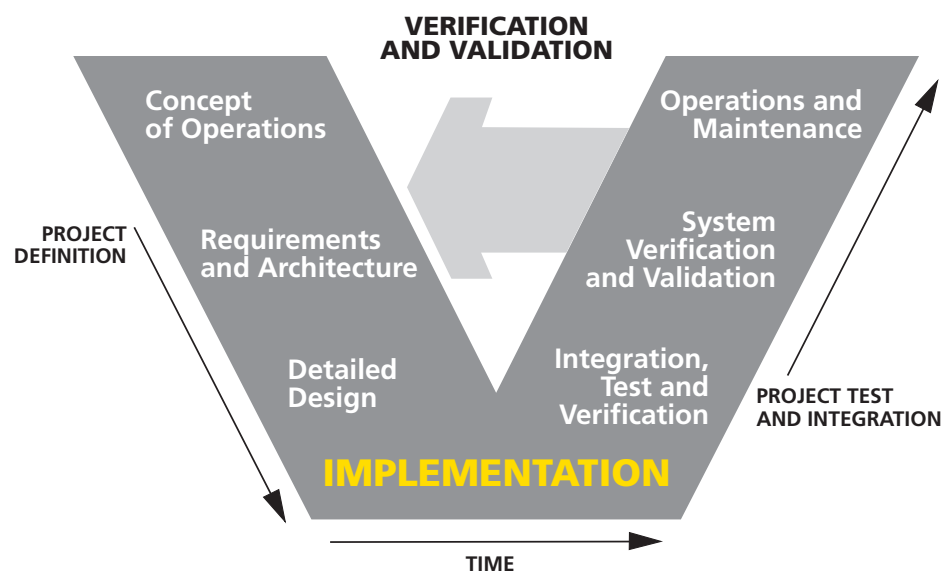 VERIFICATION
AND VALIDATION
Concept
of Operations
Operations and
Maintenance
PROJECT
DEFINITION
Requirements
and Architecture
System
Verification
and Validation
Detailed
Design
Integration,
Test and
Verification
PROJECT TEST
AND INTEGRATION
IMPLEMENTATION
TIME